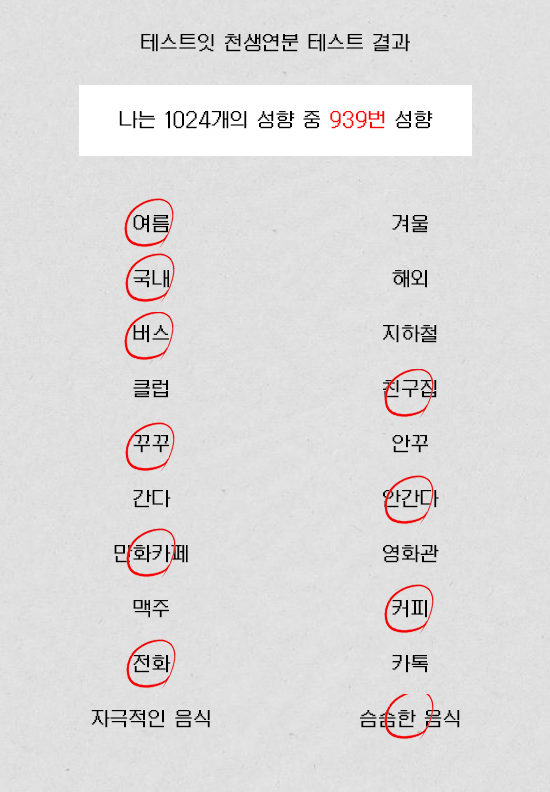 테스트잇 천생연분 테스트 결과
나는 1024개의 성향 중 939번 성향
여름 겨울
국내 해외
버스 지하철
클럽 친구집
꾸꾸 안꾸
간다 안간다
만화카페 영화관
맥주 커피
전화 카톡
자극적인 음식 슴슴한 음식